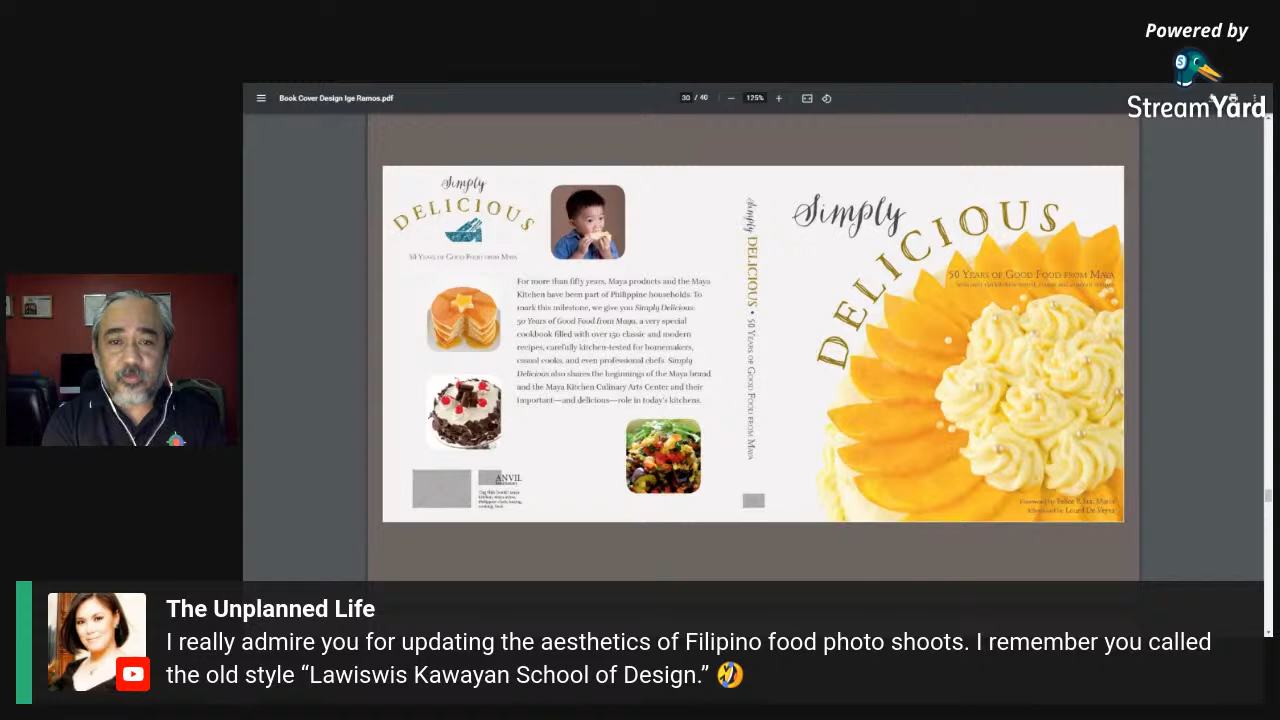 Powered by
StreamYard
Book Cover Design Ige Ramos.pdf
30 / 40
125%
Simply
DELICIOUS
50 Years of Good Food from Maya
For more than fifty years, Maya products and the Maya
Kitchen have been part of Philippine households. To
mark this milestone, we give you Simply Delicious:
50 Years of Good Food from Maya, a very special
cookbook filled with over 150 classic and modern
recipes, carefully kitchen-tested for homemakers,
casual cooks, and even professional chefs. Simply
Delicious also shares the beginnings of the Maya brand
and the Maya Kitchen Culinary Arts Center and their
important—and delicious—role in today's kitchens.
ANVIL
Simply DELICIOUS • 50 Years of Good Food from Maya
Simply
DELICIOUS
50 Years of Good Food from Maya
The Unplanned Life
I really admire you for updating the aesthetics of Filipino food photo shoots. I remember you called
the old style “Lawiswis Kawayan School of Design.” 🤣